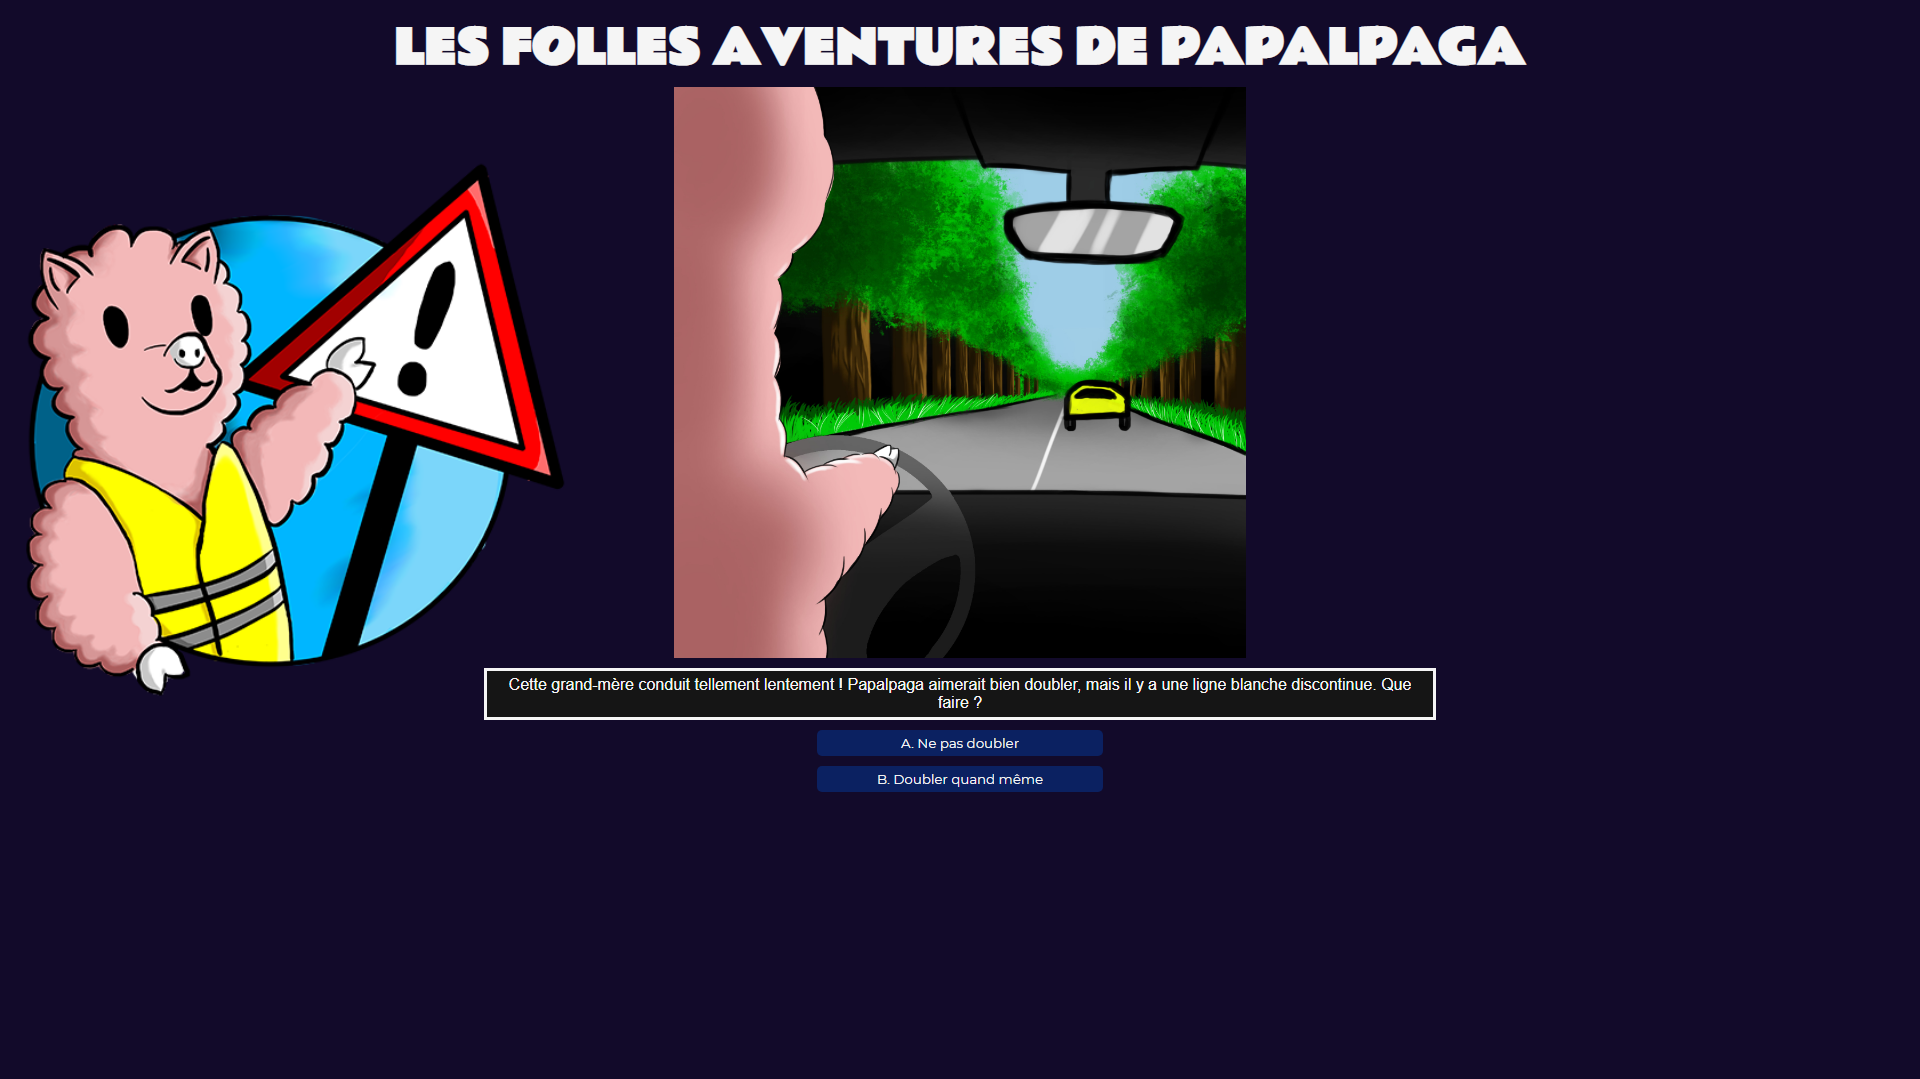 LES FOLLES AVENTURES DE PAPALPAGA
!
Cette grand-mère conduit tellement lentement ! Papalpaga aimerait bien doubler, mais il y a une ligne blanche discontinue. Que
faire ?
A. Ne pas doubler
B. Doubler quand même